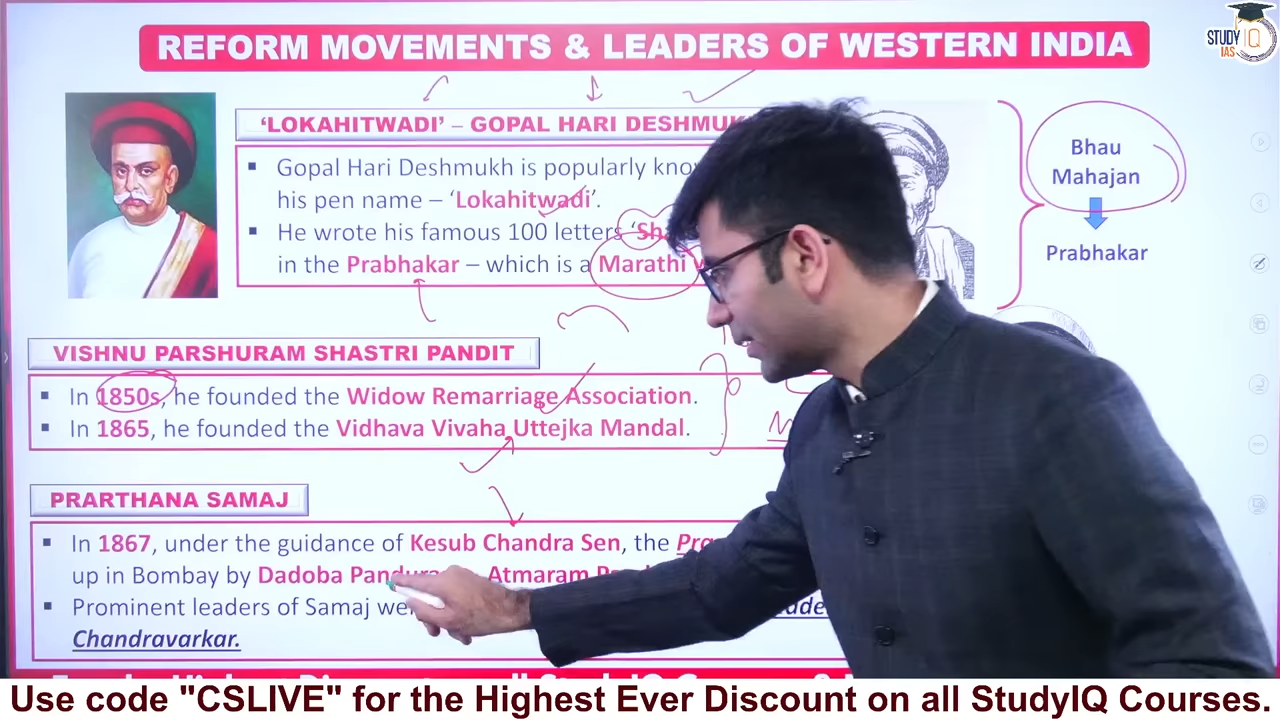 REFORM MOVEMENTS & LEADERS OF WESTERN INDIA
STUDY IQ
IAS
'LOKAHITWADI' – GOPAL HARI
▪ Gopal Hari Deshmukh is popularly
his pen name – 'Lokahitwadi'.
▪ He wrote his famous 100 letters
in the Prabhakar – which is a Marathi
Bhau
Mahajan
Prabhakar
VISHNU PARSHURAM SHASTRI PANDIT
▪ In 1850s, he founded the Widow Remarriage Association.
▪ In 1865, he founded the Vidhava Vivaha Uttejka Mandal.
PRARTHANA SAMAJ
▪ In 1867, under the guidance of Kesub Chandra Sen, the
up in Bombay by Dadoba Atmaram
▪ Prominent leaders of Samaj
Chandravarkar.
Use code "CSLIVE" for the Highest Ever Discount on all StudyIQ Courses.